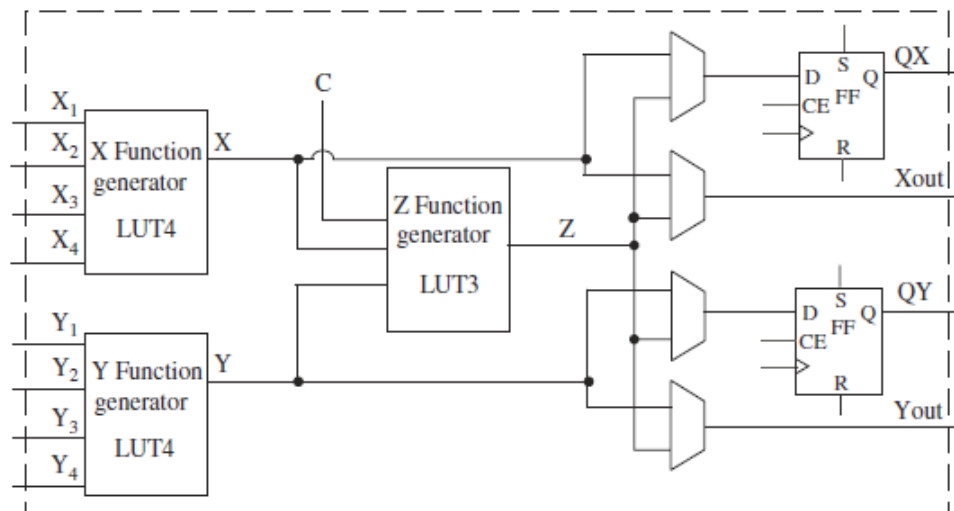 X₁
X₂
X₃
X₄
X Function
generator
LUT4
X
C
Z Function
generator
LUT3
Z
Y₁
Y₂
Y₃
Y₄
Y Function
generator
LUT4
Y
D
S
Q
CE
FF
R
QX
Xout
D
S
Q
CE
FF
R
QY
Yout